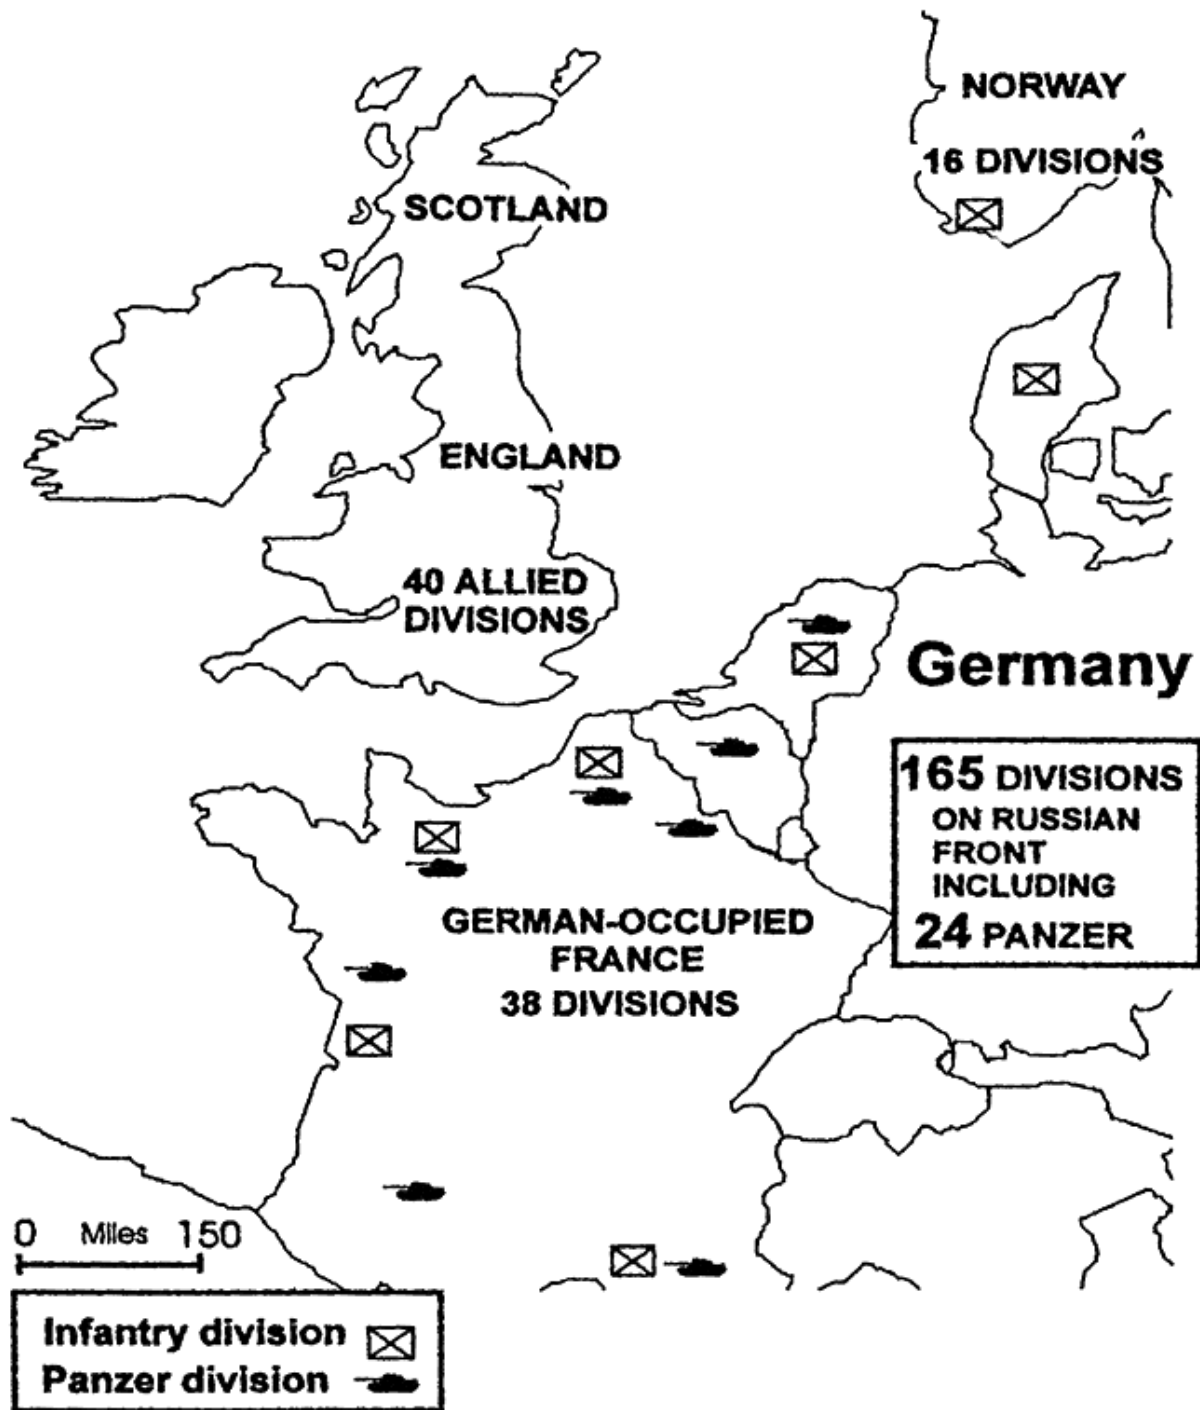 NORWAY
16 DIVISIONS
SCOTLAND
ENGLAND
40 ALLIED
DIVISIONS
Germany
165 DIVISIONS
ON RUSSIAN
FRONT
INCLUDING
24 PANZER
GERMAN-OCCUPIED
FRANCE
38 DIVISIONS
0 Miles 150
Infantry division
Panzer division